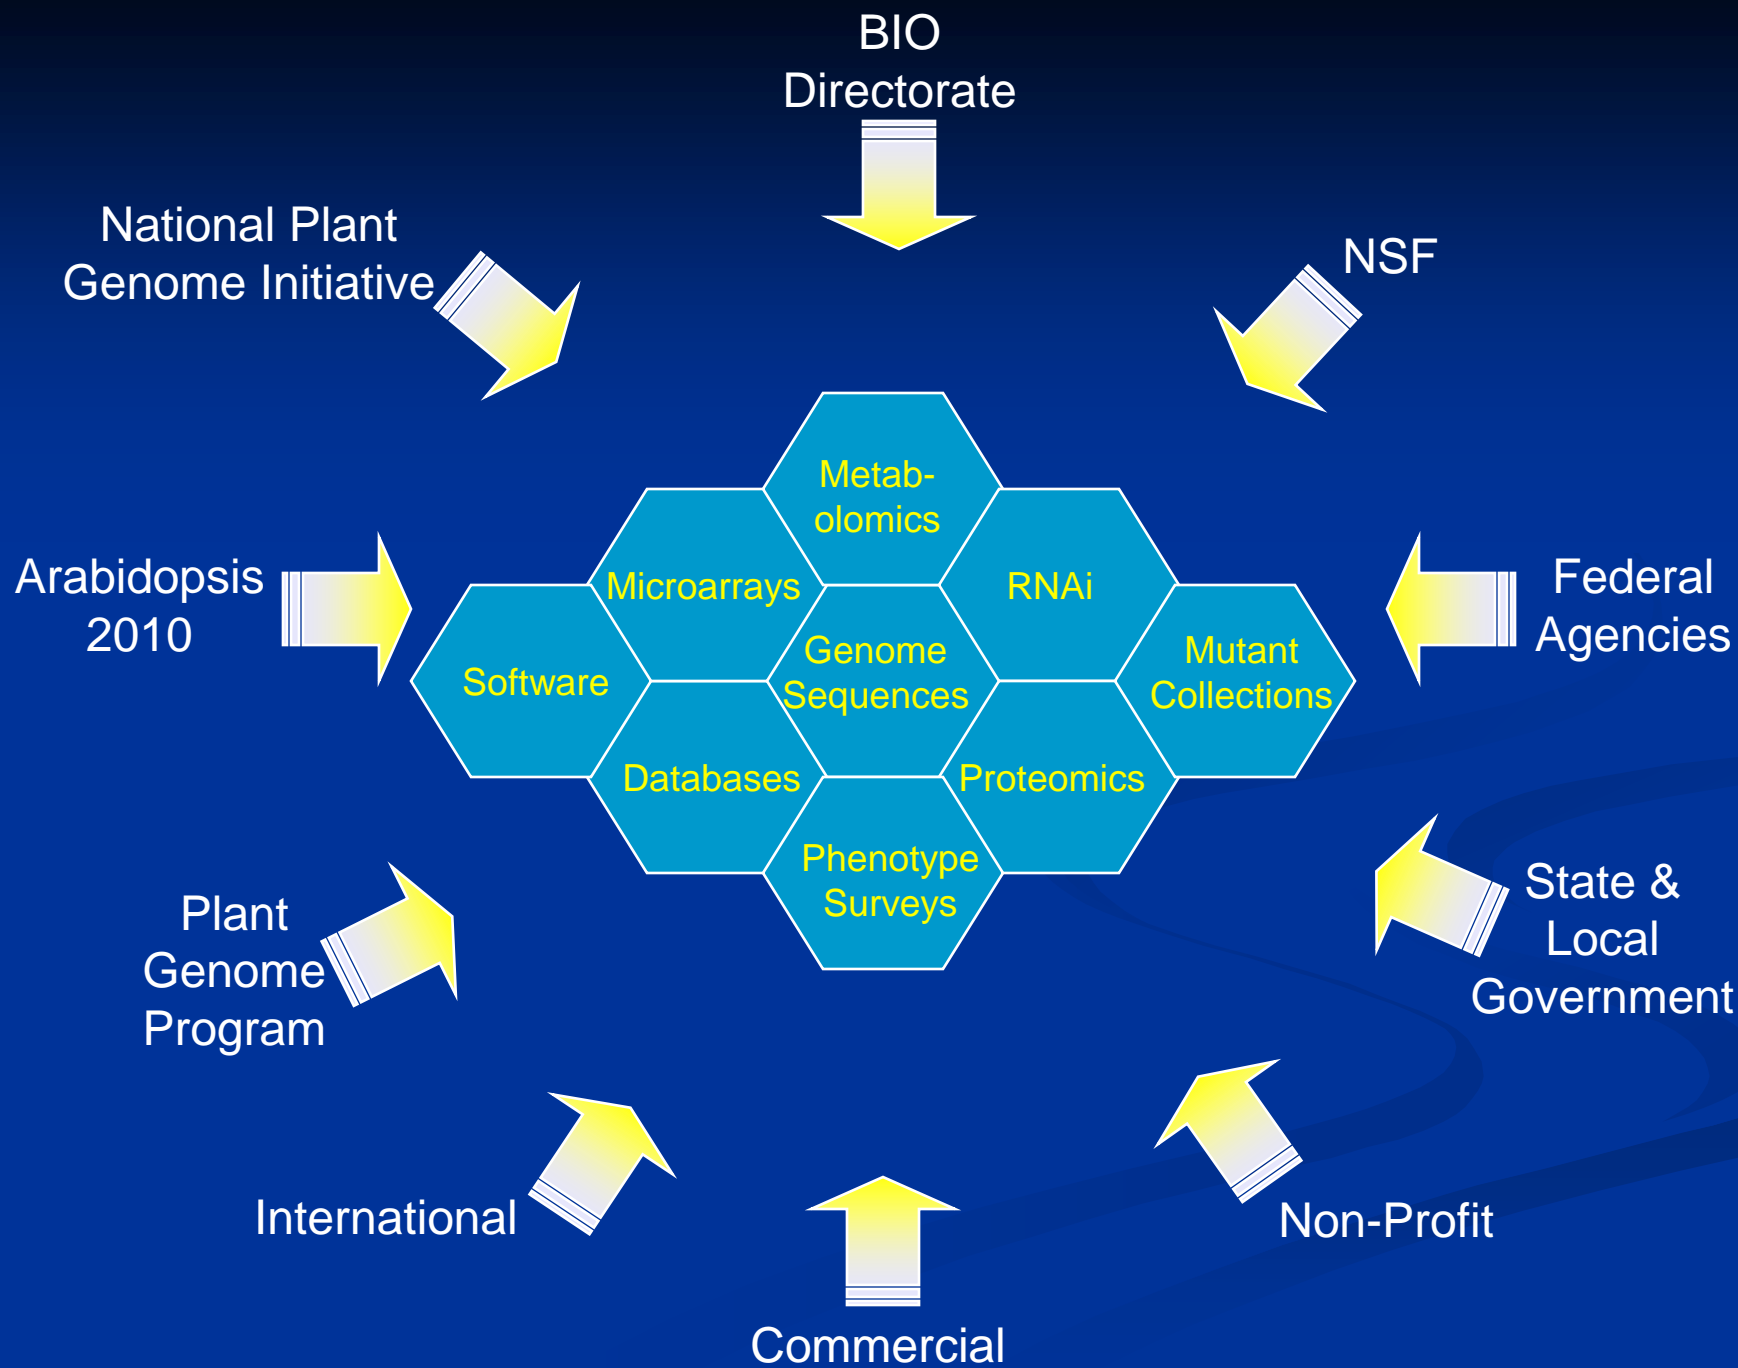 BIO
Directorate
National Plant
Genome Initiative
NSF
Metab-
olomics
Microarrays
RNAi
Arabidopsis
2010
Federal
Agencies
Software
Genome
Sequences
Mutant
Collections
Databases
Proteomics
Phenotype
Surveys
Plant
Genome
Program
State &
Local
Government
International
Non-Profit
Commercial